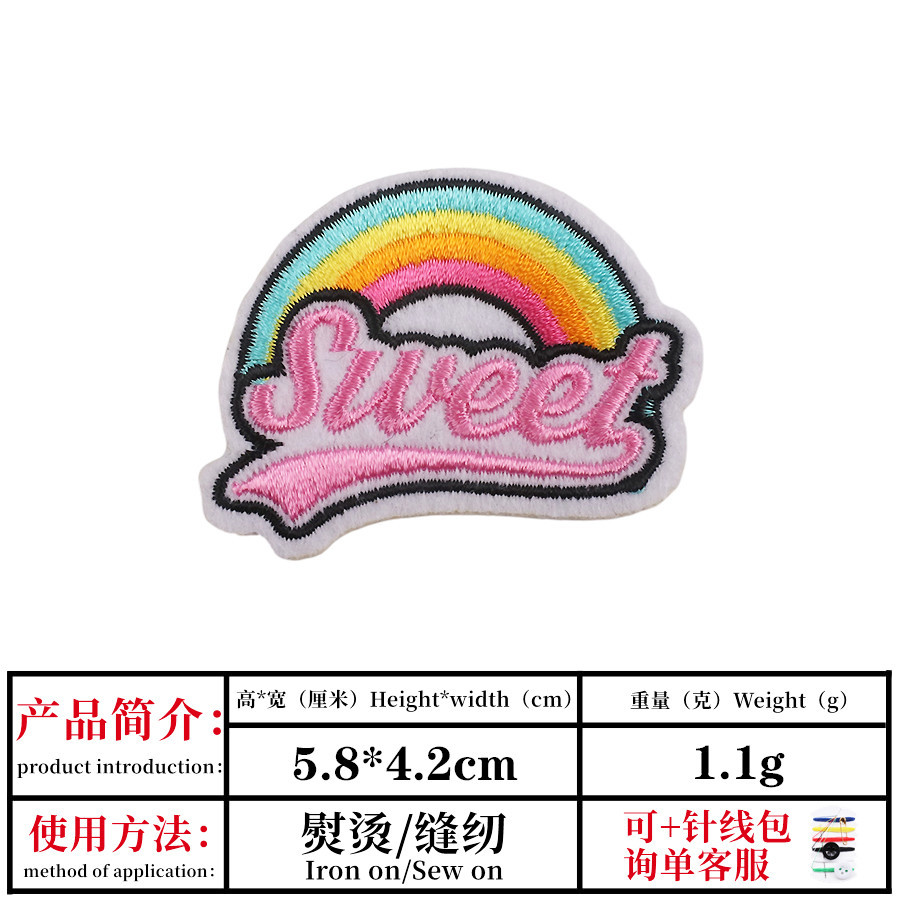 Sweet
产品简介:
product introduction:
高*宽（厘米）Height*width（cm）
重量（克）Weight（g）
5.8*4.2cm
1.1g
使用方法:
method of application:
熨烫/缝纫
Iron on/Sew on
可+针线包
询单客服